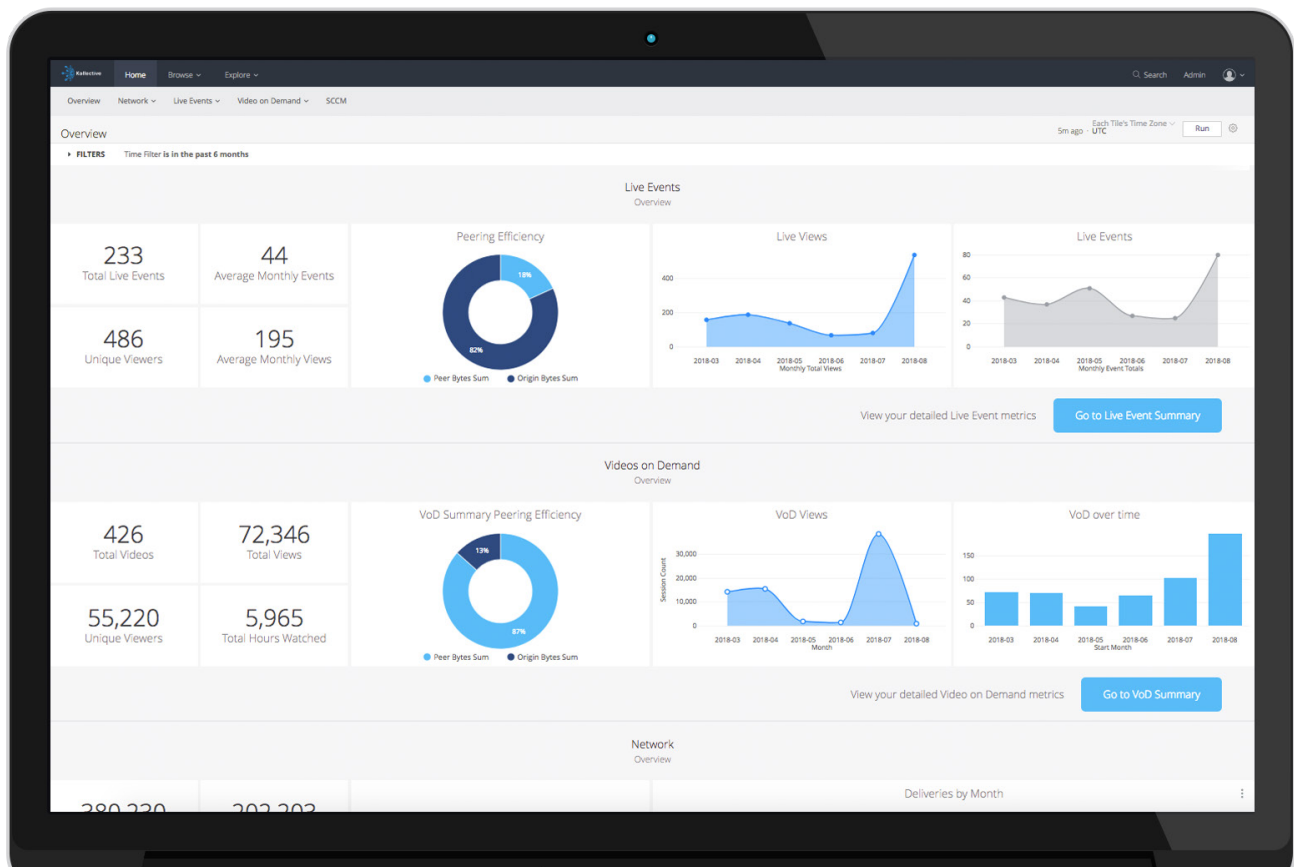 Kollective
Home Browse Explore Search Admin
Overview Network Live Events Video on Demand SCCM
Overview
5m ago · Each Tile's Time Zone UTC Run
FILTERS Time Filter is in the past 6 months
Live Events
Overview
233
Total Live Events
44
Average Monthly Events
486
Unique Viewers
195
Average Monthly Views
Peering Efficiency
18%
82%
Peer Bytes Sum Origin Bytes Sum
Live Views
400
200
0
2018-03 2018-04 2018-05 2018-06 2018-07 2018-08
Monthly Total Views
Live Events
80
60
40
20
0
2018-03 2018-04 2018-05 2018-06 2018-07 2018-08
Monthly Event Totals
View your detailed Live Event metrics Go to Live Event Summary
Videos on Demand
Overview
426
Total Videos
72,346
Total Views
55,220
Unique Viewers
5,965
Total Hours Watched
VoD Summary Peering Efficiency
13%
87%
Peer Bytes Sum Origin Bytes Sum
VoD Views
Session Count
30,000
20,000
10,000
0
2018-03 2018-04 2018-05 2018-06 2018-07 2018-08
Month
VoD over time
150
100
50
0
2018-03 2018-04 2018-05 2018-06 2018-07 2018-08
Start Month
View your detailed Video on Demand metrics Go to VoD Summary
Network
Overview
Deliveries by Month